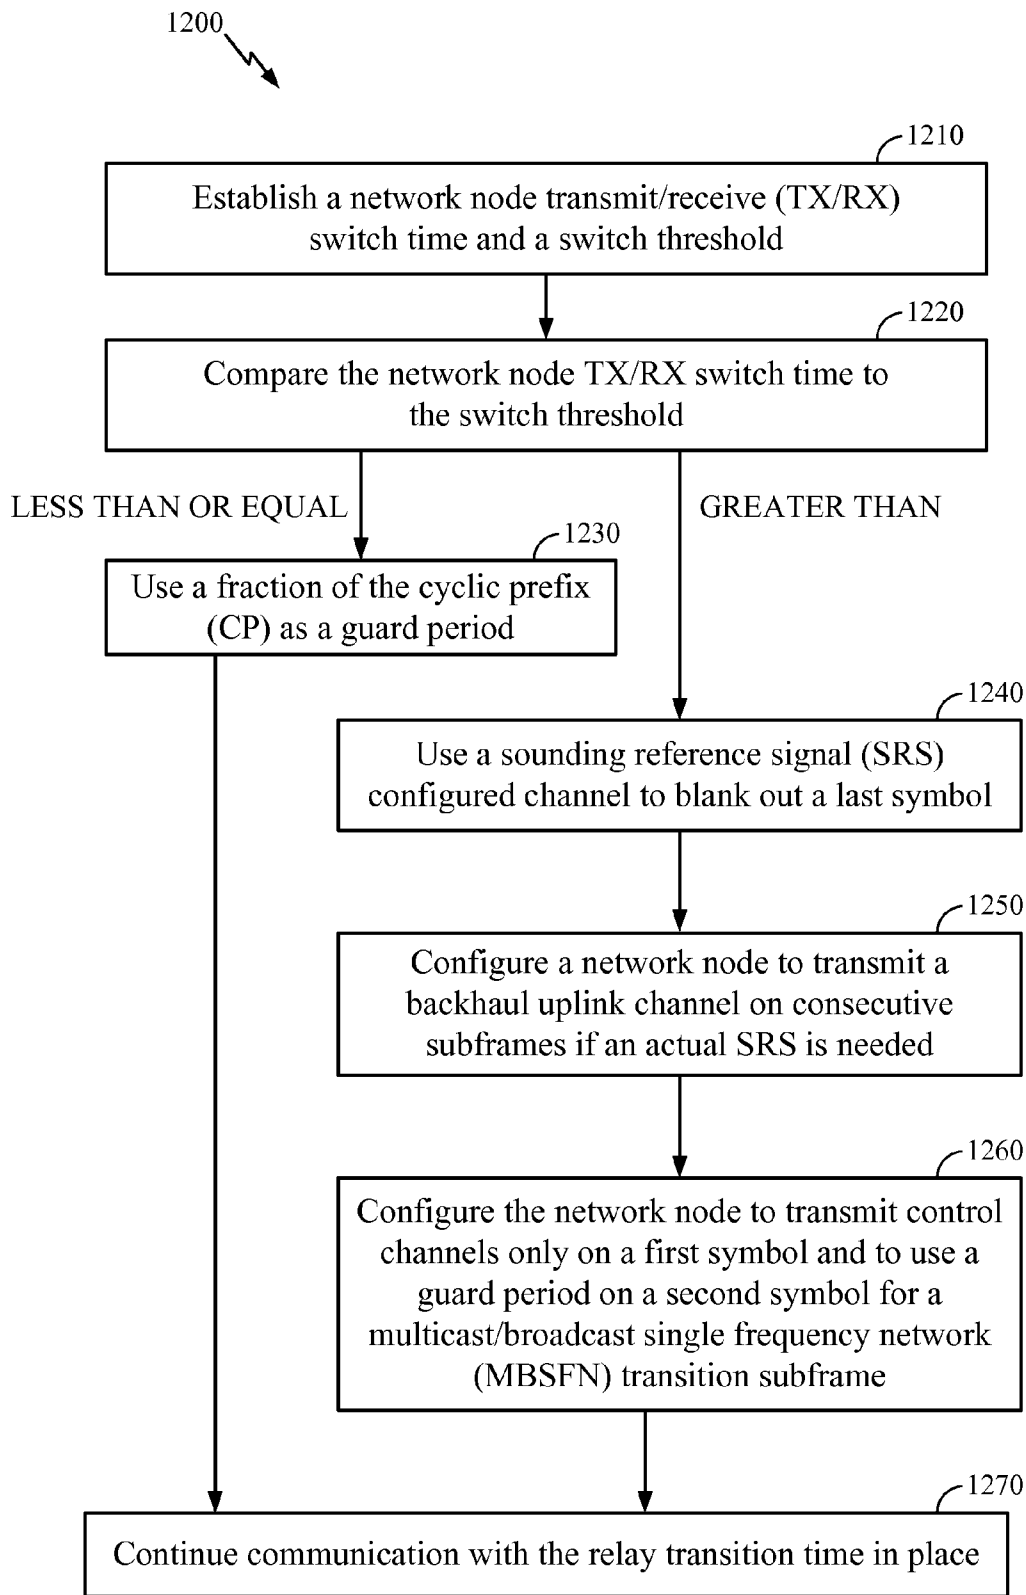 1200
1210
Establish a network node transmit/receive (TX/RX)
switch time and a switch threshold
1220
Compare the network node TX/RX switch time to
the switch threshold
LESS THAN OR EQUAL
GREATER THAN
1230
Use a fraction of the cyclic prefix
(CP) as a guard period
1240
Use a sounding reference signal (SRS)
configured channel to blank out a last symbol
1250
Configure a network node to transmit a
backhaul uplink channel on consecutive
subframes if an actual SRS is needed
1260
Configure the network node to transmit control
channels only on a first symbol and to use a
guard period on a second symbol for a
multicast/broadcast single frequency network
(MBSFN) transition subframe
1270
Continue communication with the relay transition time in place